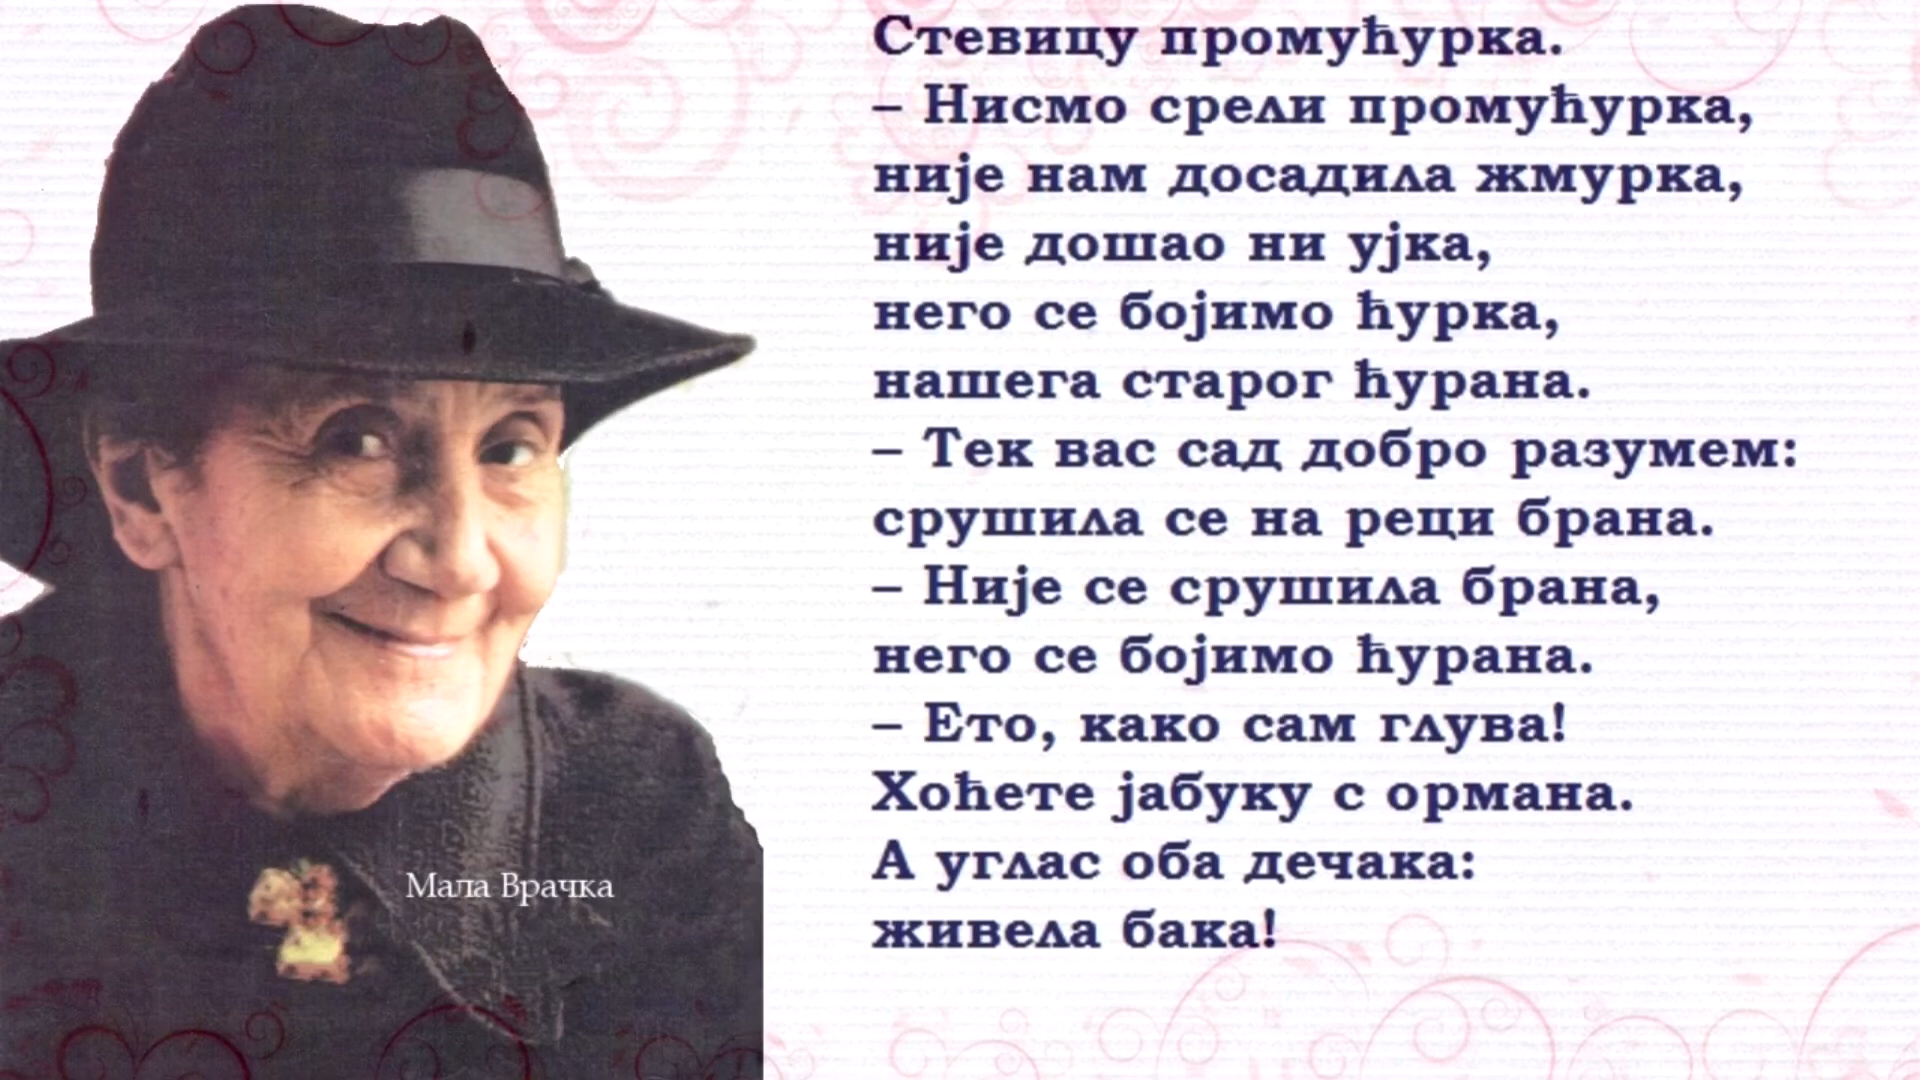 Стевицу промућурка.
– Нисмо срели промућурка,
није нам досадила жмурка,
није дошао ни ујка,
него се бојимо ћурка,
нашега старог ћурана.
– Тек вас сад добро разумем:
срушила се на реци брана.
– Није се срушила брана,
него се бојимо ћурана.
– Ето, како сам глува!
Хоћете јабуку с ормана.
А углас оба дечака:
живела бака!
Мала Врачка